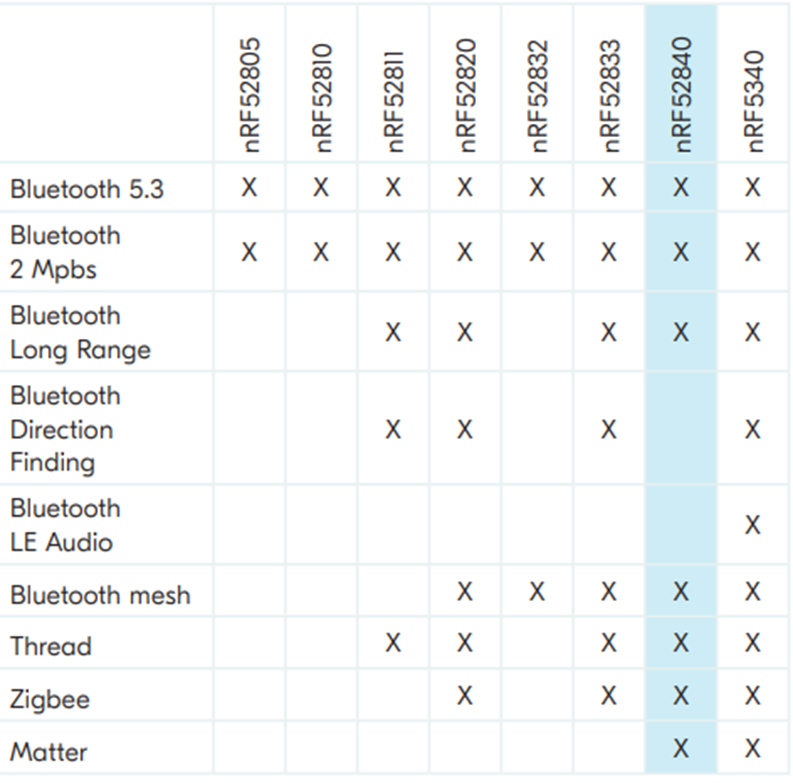 nRF52805 nRF52810 nRF52811 nRF52820 nRF52832 nRF52833 nRF52840 nRF5340
Bluetooth 5.3 X X X X X X X X
Bluetooth
2 Mpbs X X X X X X X X
Bluetooth
Long Range X X X X X
Bluetooth
Direction X X X X
Finding
Bluetooth
LE Audio X
Bluetooth mesh X X X X X
Thread X X X X X
Zigbee X X X X
Matter X X